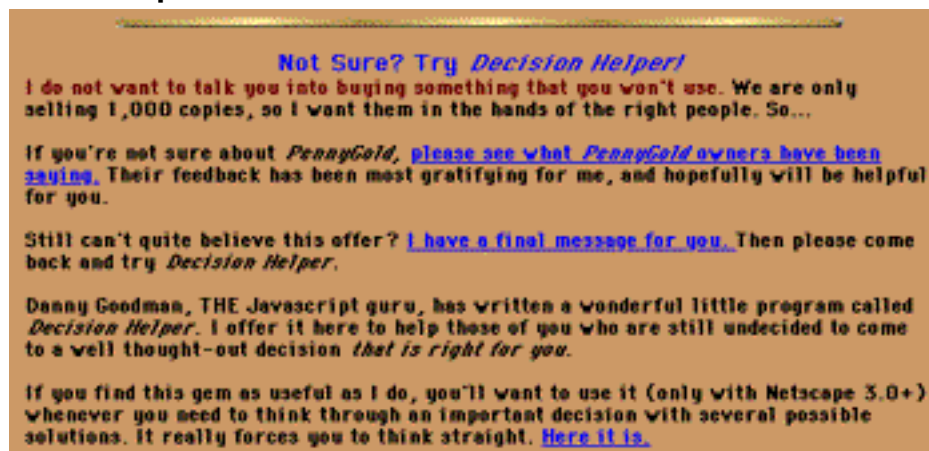 Not Sure? Try Decision Helper!
I do not want to talk you into buying something that you won't use. We are only
selling 1,000 copies, so I want them in the hands of the right people. So...
If you're not sure about PennyGold, please see what PennyGold owners have been
saying. Their feedback has been most gratifying for me, and hopefully will be helpful
for you.
Still can't quite believe this offer? I have a final message for you. Then please come
back and try Decision Helper.
Danny Goodman, THE Javascript guru, has written a wonderful little program called
Decision Helper. I offer it here to help those of you who are still undecided to come
to a well thought-out decision that is right for you.
If you find this gem as useful as I do, you'll want to use it (only with Netscape 3.0+)
whenever you need to think through an important decision with several possible
solutions. It really forces you to think straight. Here it is.